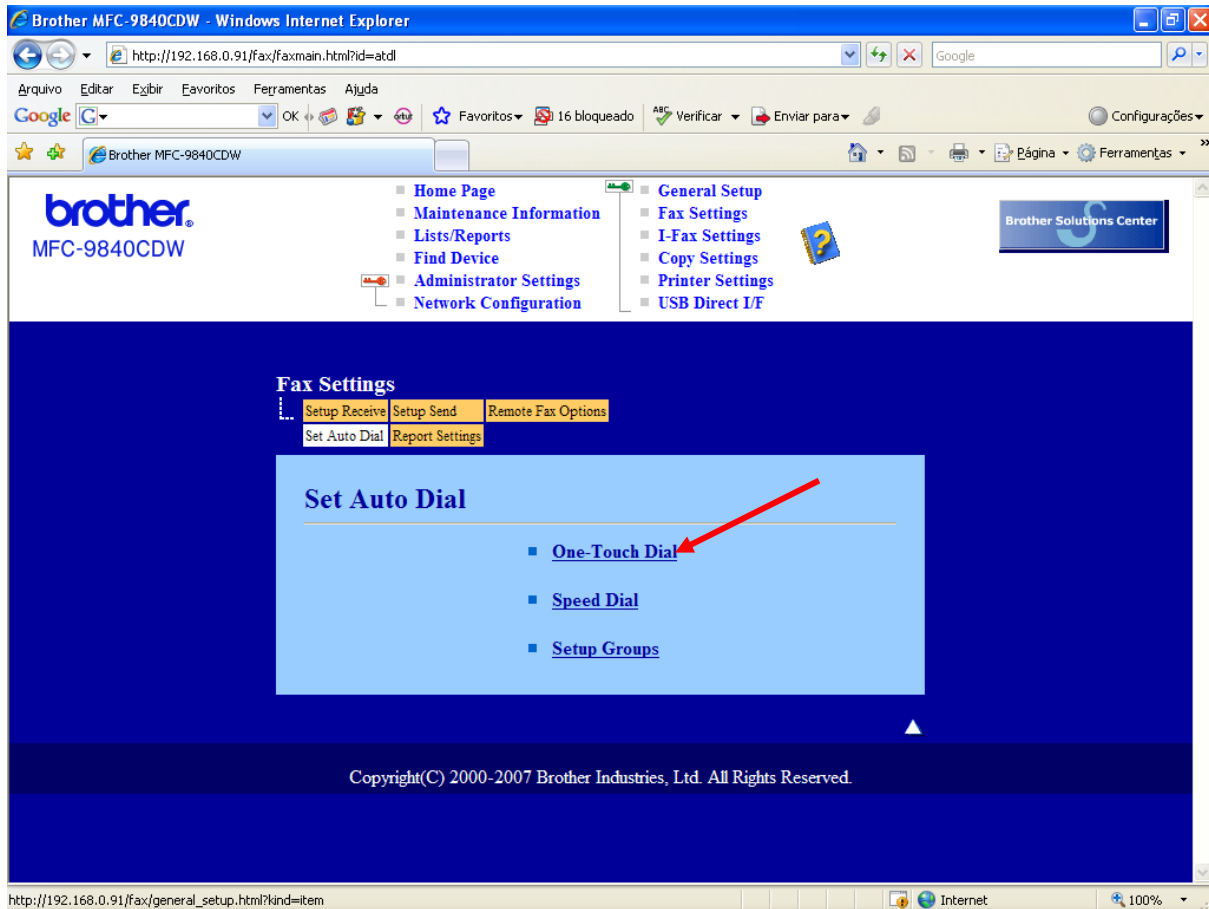 Brother MFC-9840CDW - Windows Internet Explorer
http://192.168.0.91/fax/faxmain.html?id=atdl
Google
Arquivo Editar Exibir Favoritos Ferramentas Ajuda
Google G OK Favoritos 16 bloqueado ABC Verificar Enviar para Configurações
Brother MFC-9840CDW
Página Ferramentas »
brother®
MFC-9840CDW
Home Page
Maintenance Information
Lists/Reports
Find Device
Administrator Settings
Network Configuration
General Setup
Fax Settings
I-Fax Settings
Copy Settings
Printer Settings
USB Direct I/F
?
Brother Solutions Center
Fax Settings
Setup Receive Setup Send Remote Fax Options
Set Auto Dial Report Settings
Set Auto Dial
One-Touch Dial
Speed Dial
Setup Groups
Copyright(C) 2000-2007 Brother Industries, Ltd. All Rights Reserved.
http://192.168.0.91/fax/general_setup.html?kind=item
Internet 100%